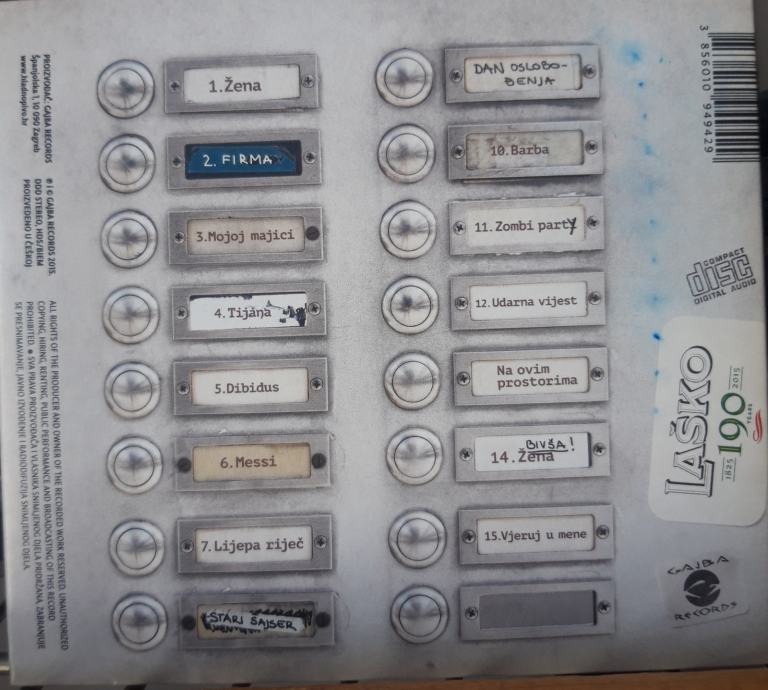 1.Žena
2. FIRMA
3.Mojoj majici
4.Tijana
5.Dibidus
6.Messi
7.Lijepa riječ
STARI ŠAJSER
DAN OSLOBO-
ĐENJA
10.Barba
11.Zombi party
12.Udarna vijest
Na ovim
prostorima
BIVŠA!
14.Žena
15.Vjeruj u mene
PROIZVOĐAČ: GAJBA RECORDS
Španjolska 1, 10 090 Zagreb
www.hladnopivo.hr
℗ i © GAJBA RECORDS 2015.
DDD STEREO, HDS/BIEM
PROIZVEDENO U ČEŠKOJ
ALL RIGHTS OF THE PRODUCER AND OWNER OF THE RECORDED WORK RESERVED. UNAUTHORIZED
COPYING, HIRING, RENTING, PUBLIC PERFORMANCE AND BROADCASTING OF THIS RECORD
PROHIBITED. ● SVA PRAVA PROIZVOĐAČA I VLASNIKA SNIMLJENOG DJELA PRIDRŽANA. ZABRANJUJE
SE PRESNIMAVANJE, JAVNO IZVOĐENJE I RADIODIFUZIJA SNIMLJENOG DJELA.
3 856010 949429
COMPACT
disc
DIGITAL AUDIO
LAŠKO
1825 190 2015
YEARS
GAJBA
RECORDS